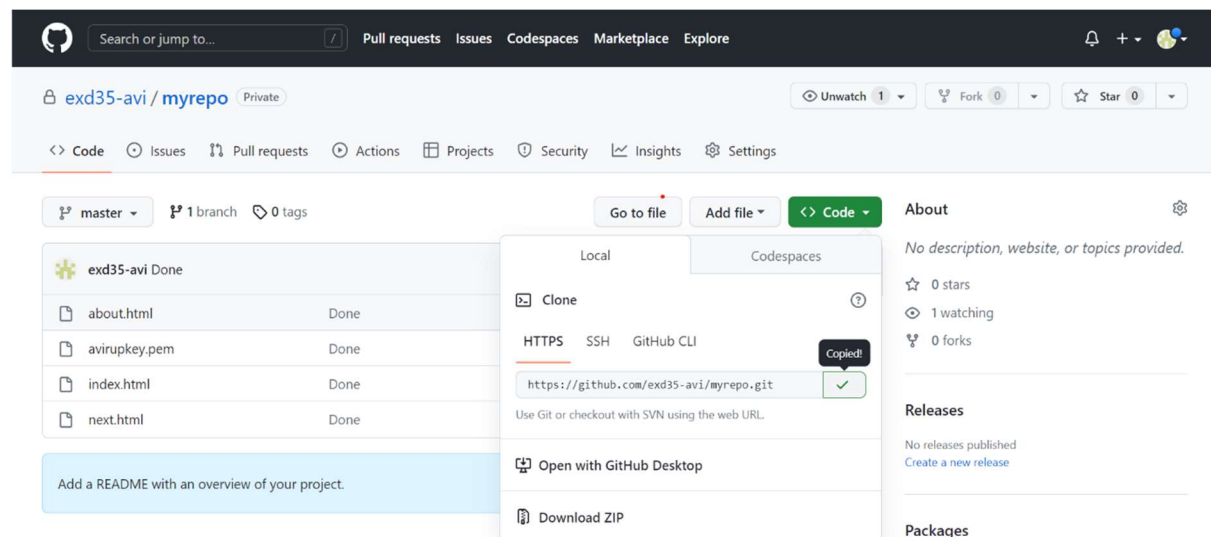 Search or jump to... / Pull requests Issues Codespaces Marketplace Explore
exd35-avi / myrepo Private
Unwatch 1 Fork 0 Star 0
<> Code Issues Pull requests Actions Projects Security Insights Settings
master 1 branch 0 tags
Go to file Add file <> Code
exd35-avi Done
about.html Done
avirupkey.pem Done
index.html Done
next.html Done
Add a README with an overview of your project.
Local Codespaces
Clone
HTTPS SSH GitHub CLI
Copied!
https://github.com/exd35-avi/myrepo.git
Use Git or checkout with SVN using the web URL.
Open with GitHub Desktop
Download ZIP
About
No description, website, or topics provided.
0 stars
1 watching
0 forks
Releases
No releases published
Create a new release
Packages